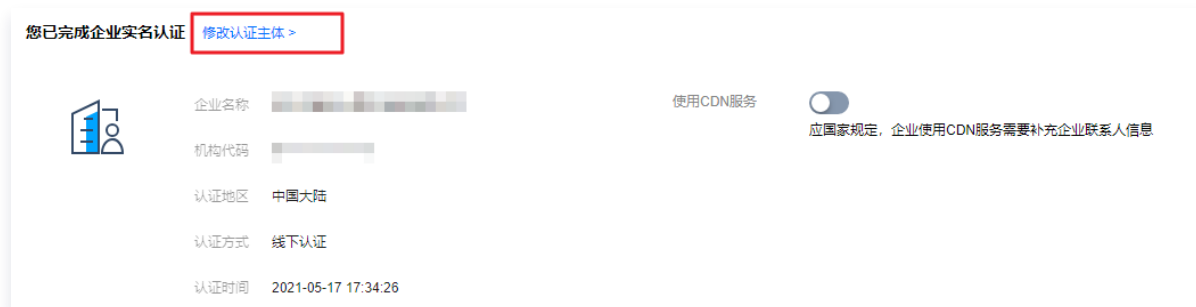 您已完成企业实名认证 修改认证主体 >
企业名称
使用CDN服务
应国家规定，企业使用CDN服务需要补充企业联系人信息
机构代码
认证地区 中国大陆
认证方式 线下认证
认证时间 2021-05-17 17:34:26